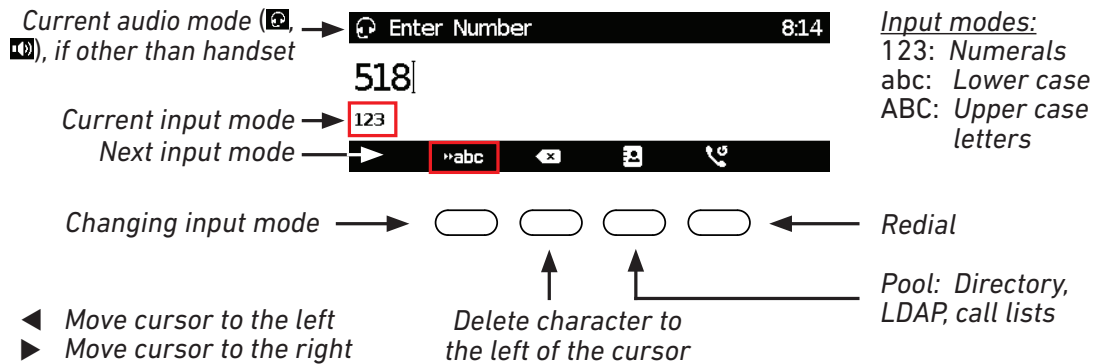 Current audio mode (
), if other than handset
Enter Number 8:14
518
Current input mode
123
Next input mode
»abc
Input modes:
123: Numerals
abc: Lower case
ABC: Upper case
letters
Changing input mode
Redial
Pool: Directory,
LDAP, call lists
◀ Move cursor to the left
▶ Move cursor to the right
Delete character to
the left of the cursor